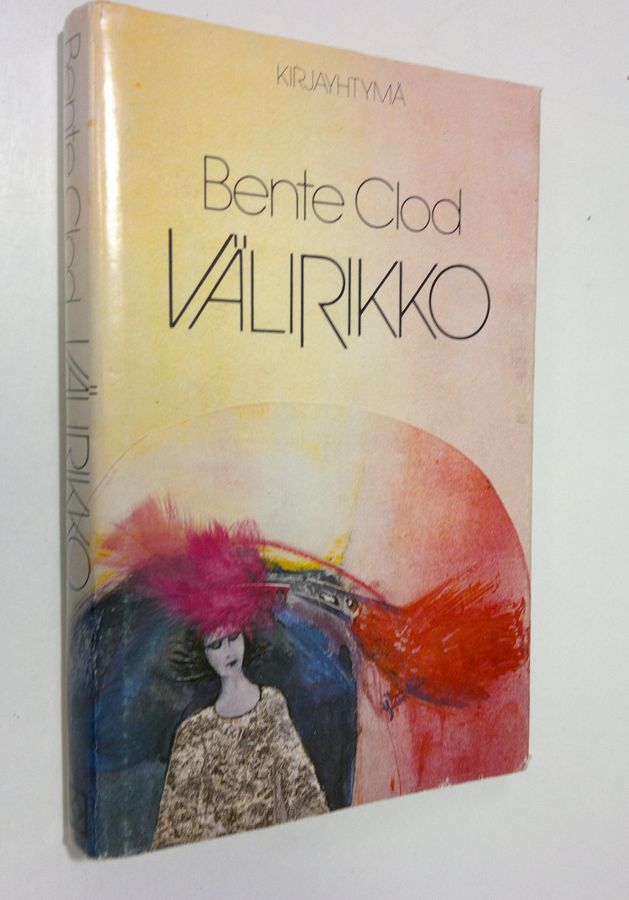 KIRJAYHTYMÄ
Bente Clod
VÄLIRIKKO
Bente Clod VÄLIRIKKO